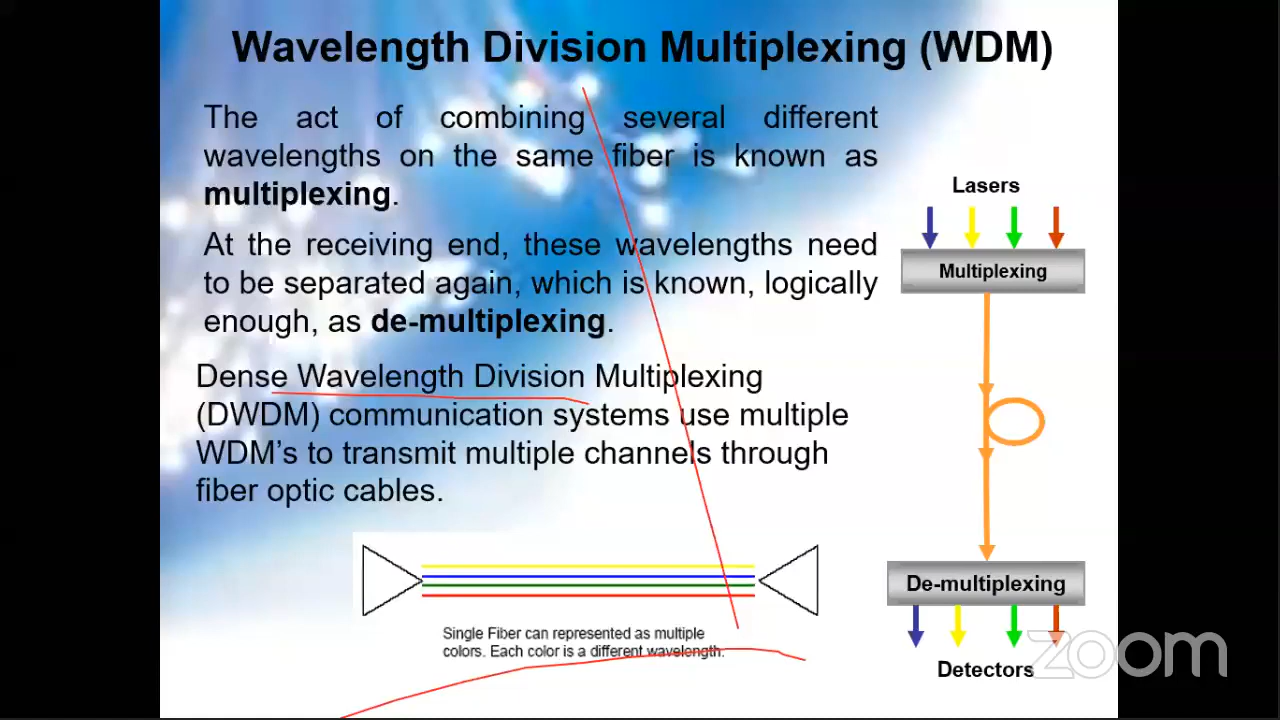 Wavelength Division Multiplexing (WDM)
The act of combining several different
wavelengths on the same fiber is known as
multiplexing.
At the receiving end, these wavelengths need
to be separated again, which is known, logically
enough, as de-multiplexing.
Dense Wavelength Division Multiplexing
(DWDM) communication systems use multiple
WDM's to transmit multiple channels through
fiber optic cables.
Single Fiber can represented as multiple
colors. Each color is a different wavelength.
Lasers
Multiplexing
De-multiplexing
Detectors
zoom